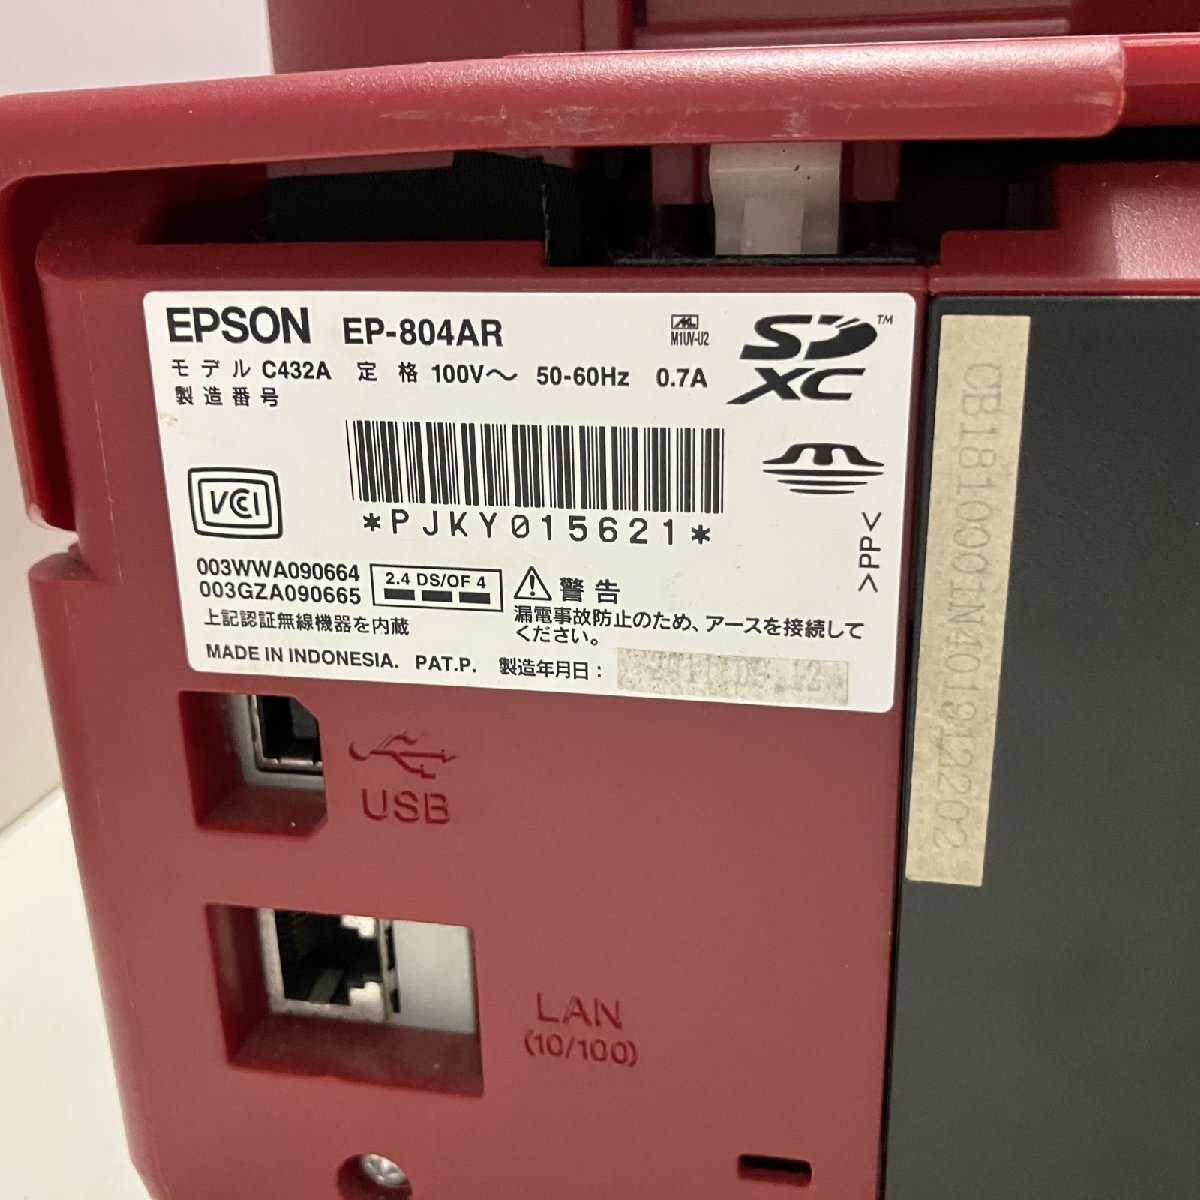 EPSON EP-804AR
M1UV-U2
SD XC TM
モデル C432A 定格 100V～ 50-60Hz 0.7A
製造番号
VCI
*PJKY015621*
>PP<
003WWA090664
003GZA090665
2.4 DS/OF 4
上記認証無線機器を内蔵
警告
漏電事故防止のため、アースを接続して
ください。
MADE IN INDONESIA. PAT.P. 製造年月日：
USB
LAN
(10/100)